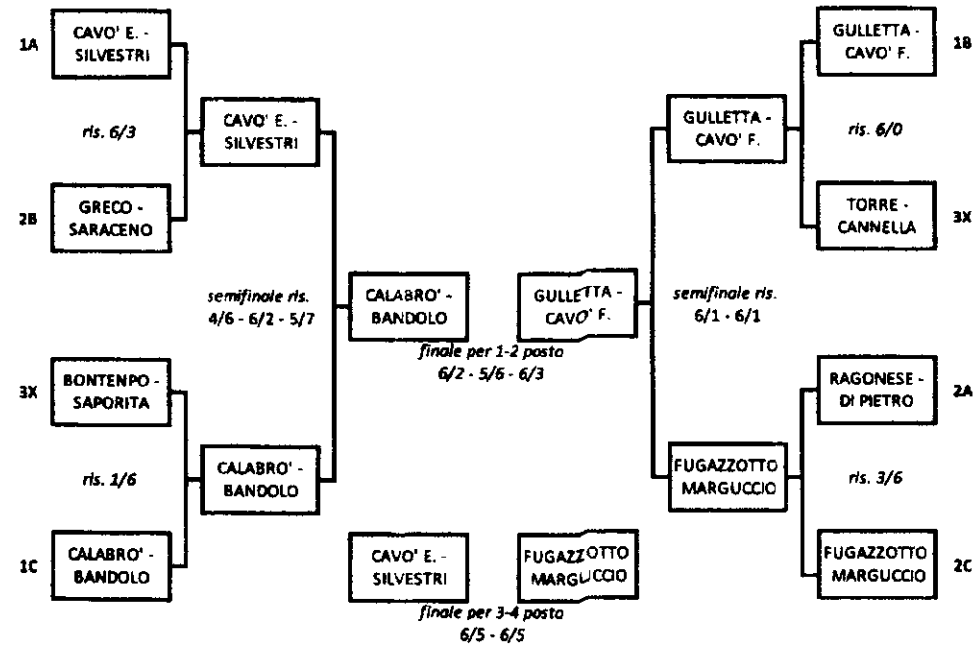 1A
CAVO' E. -
SILVESTRI
ris. 6/3
2B
GRECO -
SARACENO
CAVO' E. -
SILVESTRI
semifinale ris.
4/6 - 6/2 - 5/7
3X
BONTENPO -
SAPORITA
ris. 1/6
1C
CALABRO' -
BANDOLO
CALABRO' -
BANDOLO
CALABRO' -
BANDOLO
GULLETTA -
CAVO' F.
finale per 1-2 posto
6/2 - 5/6 - 6/3
CAVO' E. -
SILVESTRI
FUGAZZOTTO
MARGUCCIO
finale per 3-4 posto
6/5 - 6/5
GULLETTA -
CAVO' F.
semifinale ris.
6/1 - 6/1
FUGAZZOTTO
MARGUCCIO
GULLETTA -
CAVO' F.
1B
ris. 6/0
TORRE -
CANNELLA
3X
RAGONESE -
DI PIETRO
2A
ris. 3/6
FUGAZZOTTO
MARGUCCIO
2C